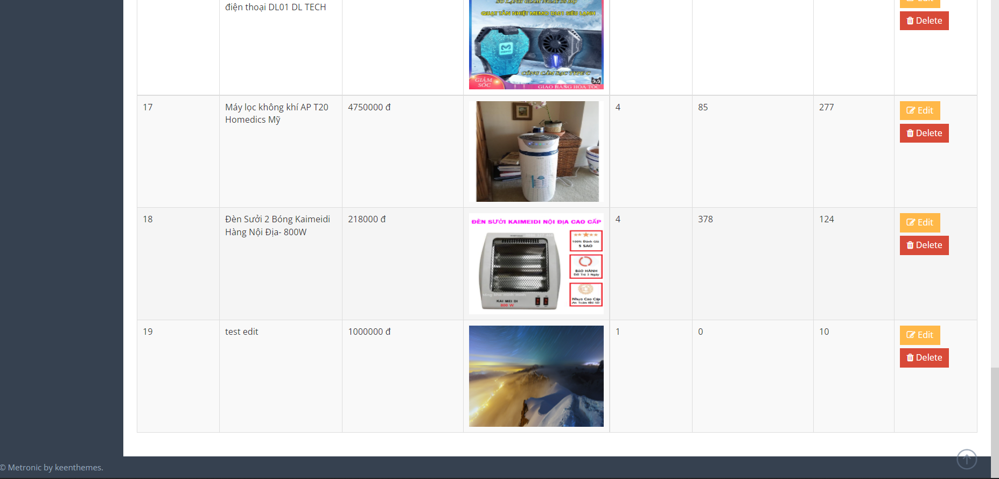 điện thoại DL01 DL TECH
QUẠT TẢN NHIỆT MEMO DL01 SIÊU LẠNH
MEMO
CỔNG CẮM SẠC TYPE C
GIẢM
SỐC
GIAO HÀNG HỎA TỐC
Edit
Delete
17
Máy lọc không khí AP T20
Homedics Mỹ
4750000 đ
4
85
277
Edit
Delete
18
Đèn Sưởi 2 Bóng Kaimeidi
Hàng Nội Địa- 800W
218000 đ
ĐÈN SƯỞI KAIMEIDI NỘI ĐỊA CAO CẤP
100% Đánh Giá
5 SAO
BẢO HÀNH
Đổi Trả 3 Ngày
Nhựa Cao Cấp
An Toàn Khi SD
KAI MEI DI
800 W
4
378
124
Edit
Delete
19
test edit
1000000 đ
1
0
10
Edit
Delete
© Metronic by keenthemes.